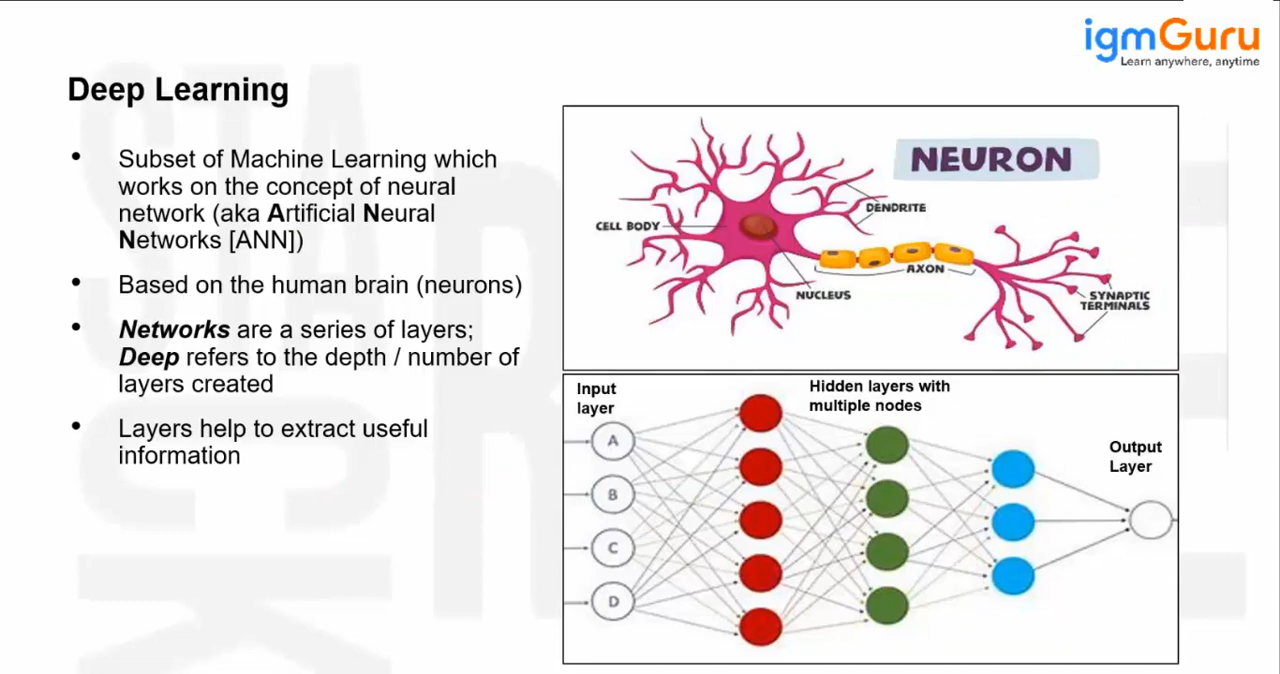 igmGuru
Learn anywhere, anytime
Deep Learning
• Subset of Machine Learning which
works on the concept of neural
network (aka Artificial Neural
Networks [ANN])
• Based on the human brain (neurons)
• Networks are a series of layers;
Deep refers to the depth / number of
layers created
• Layers help to extract useful
information
NEURON
DENDRITE
CELL BODY
AXON
NUCLEUS
SYNAPTIC
TERMINALS
Input
layer
Hidden layers with
multiple nodes
Output
Layer
A
B
C
D